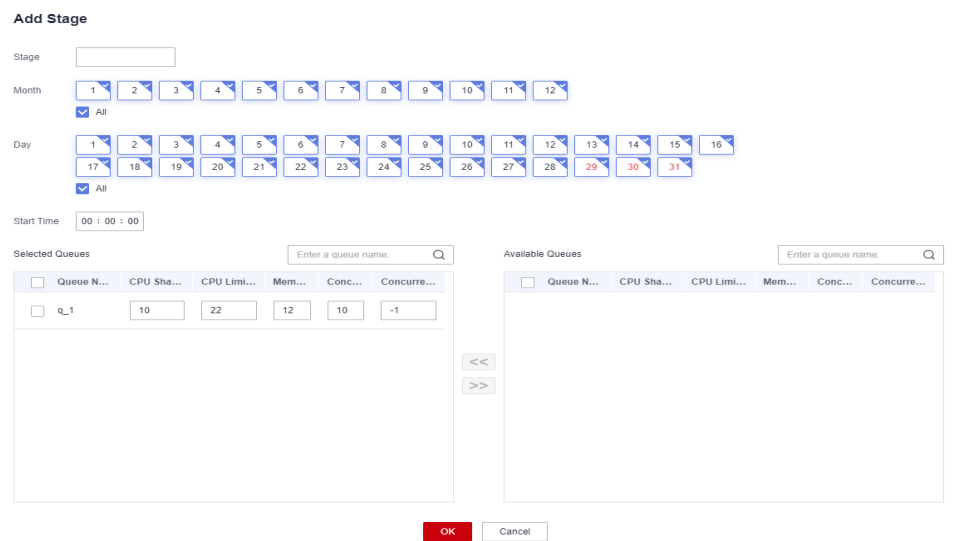 Add Stage
Stage
Month 1 2 3 4 5 6 7 8 9 10 11 12
All
Day 1 2 3 4 5 6 7 8 9 10 11 12 13 14 15 16
17 18 19 20 21 22 23 24 25 26 27 28 29 30 31
All
Start Time 00 : 00 : 00
Selected Queues Enter a queue name. Available Queues Enter a queue name.
Queue N... CPU Sha... CPU Limi... Mem... Conc... Concurre... Queue N... CPU Sha... CPU Limi... Mem... Conc... Concurre...
q_1 10 22 12 10 -1
<<
>>
OK Cancel